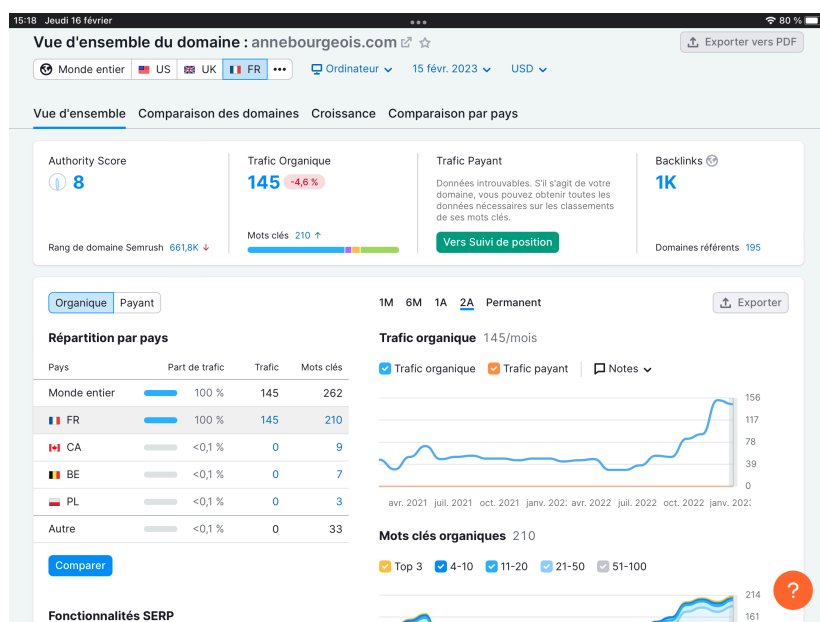 15:18 Jeudi 16 février
80 %
Vue d'ensemble du domaine : annebourgeois.com
Exporter vers PDF
Monde entier US UK FR
Ordinateur 15 févr. 2023 USD
Vue d'ensemble Comparaison des domaines Croissance Comparaison par pays
Authority Score
8
Rang de domaine Semrush 661,8K ↓
Trafic Organique
145 -4,6 %
Mots clés 210 ↑
Trafic Payant
Données introuvables. S'il s'agit de votre
domaine, vous pouvez obtenir toutes les
données nécessaires sur les classements
de ses mots clés.
Vers Suivi de position
Backlinks
1K
Domaines référents 195
Organique Payant
Répartition par pays
Pays Part de trafic Trafic Mots clés
Monde entier 100 % 145 262
FR 100 % 145 210
CA <0,1 % 0 9
BE <0,1 % 0 7
PL <0,1 % 0 3
Autre <0,1 % 0 33
Comparer
Fonctionnalités SERP
1M 6M 1A 2A Permanent
Exporter
Trafic organique 145/mois
Trafic organique Trafic payant Notes
156
117
78
39
0
avr. 2021 juil. 2021 oct. 2021 janv. 202 avr. 2022 juil. 2022 oct. 2022 janv. 202
Mots clés organiques 210
Top 3 4-10 11-20 21-50 51-100
214
161
?